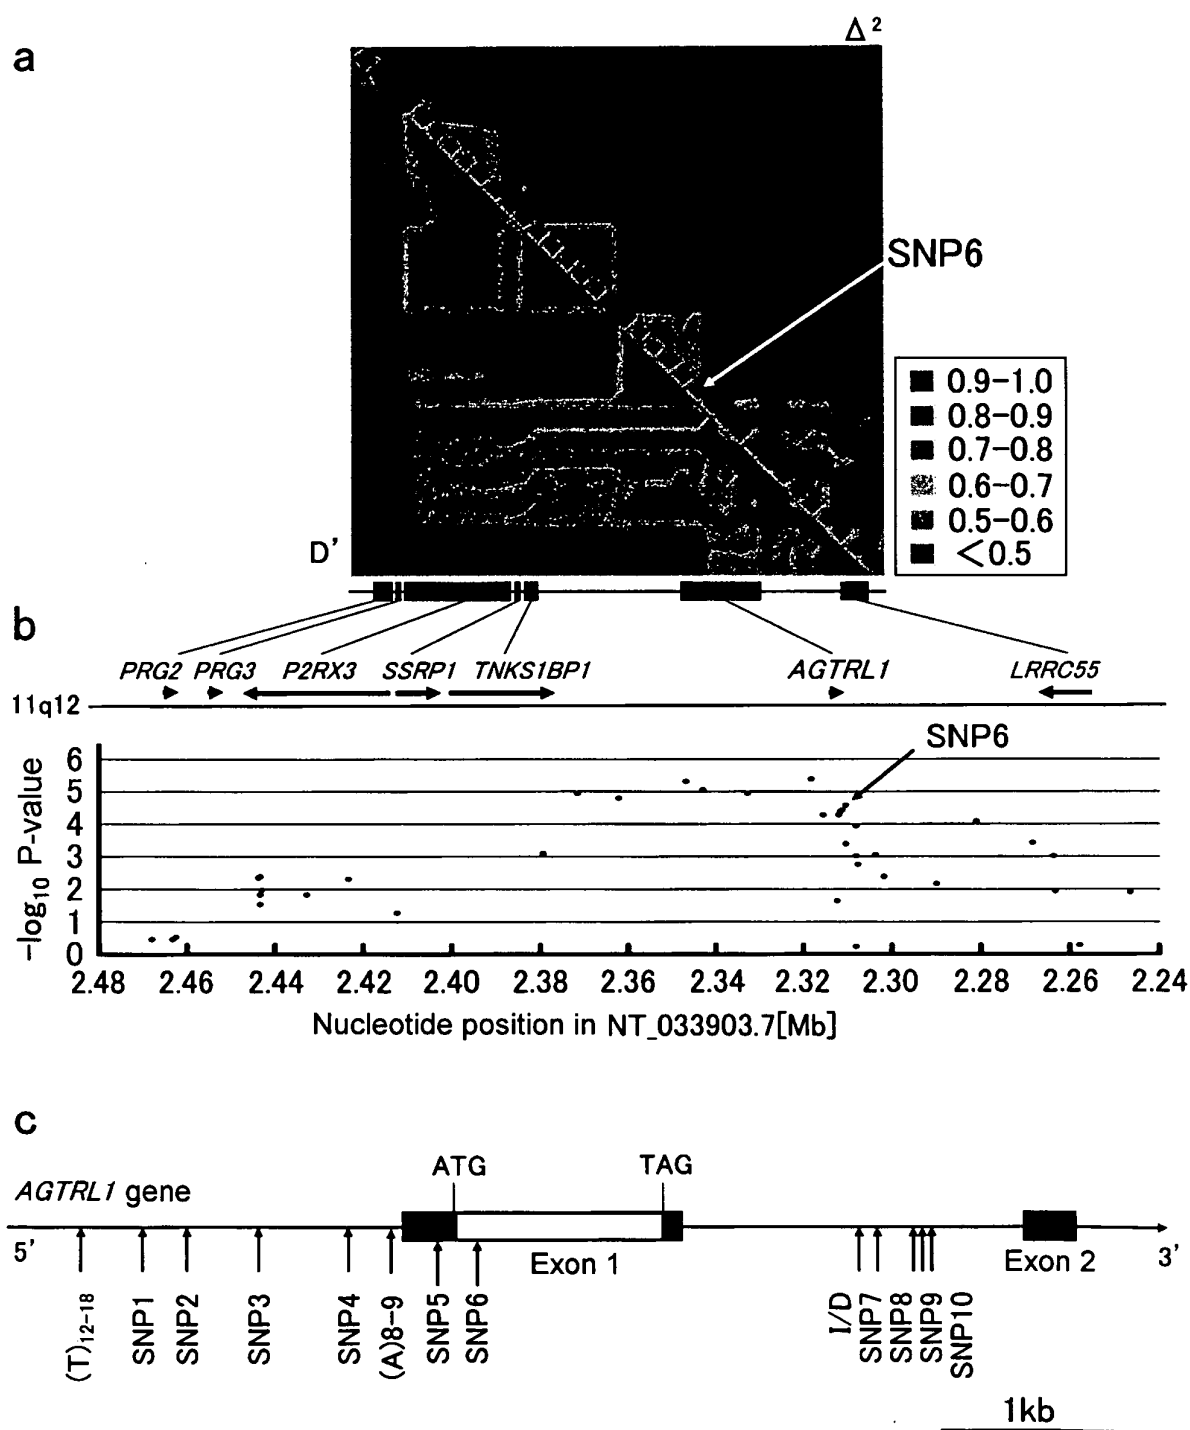 a
Δ²
SNP6
0.9-1.0
0.8-0.9
0.7-0.8
0.6-0.7
0.5-0.6
<0.5
D'
b
PRG2 PRG3 P2RX3 SSRP1 TNKS1BP1 AGTRL1 LRRC55
11q12
SNP6
-log₁₀ P-value
6
5
4
3
2
1
0
2.48 2.46 2.44 2.42 2.40 2.38 2.36 2.34 2.32 2.30 2.28 2.26 2.24
Nucleotide position in NT_033903.7[Mb]
c
ATG TAG
AGTRL1 gene
5' Exon 1 Exon 2 3'
(T)₁₂₋₁₈ SNP1 SNP2 SNP3 SNP4 (A)8-9 SNP5 SNP6 I/D SNP7 SNP8 SNP9 SNP10
1kb